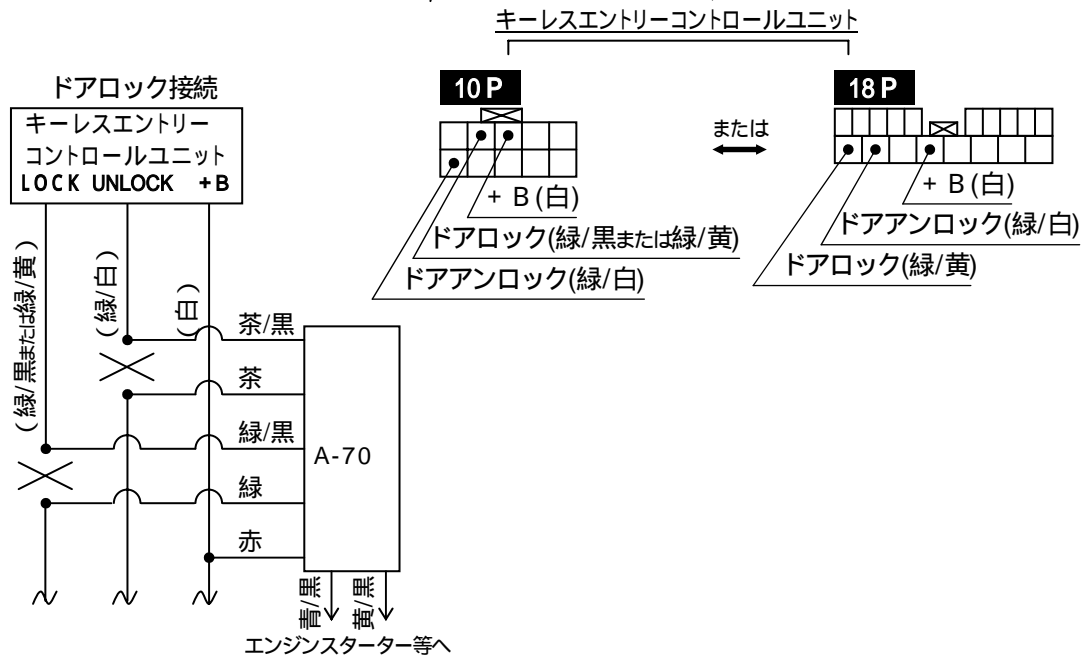 キーレスエントリーコントロールユニット
ドアロック接続
キーレスエントリー
コントロールユニット
LOCK UNLOCK +B
10P
18P
または
+B(白)
ドアロック(緑/黒または緑/黄)
ドアアンロック(緑/白)
+B(白)
ドアアンロック(緑/白)
ドアロック(緑/黄)
(緑/黒または緑/黄)
(緑/白)
(白)
茶/黒
茶
緑/黒
緑
赤
A-70
青/黒
黄/黒
エンジンスターター等へ